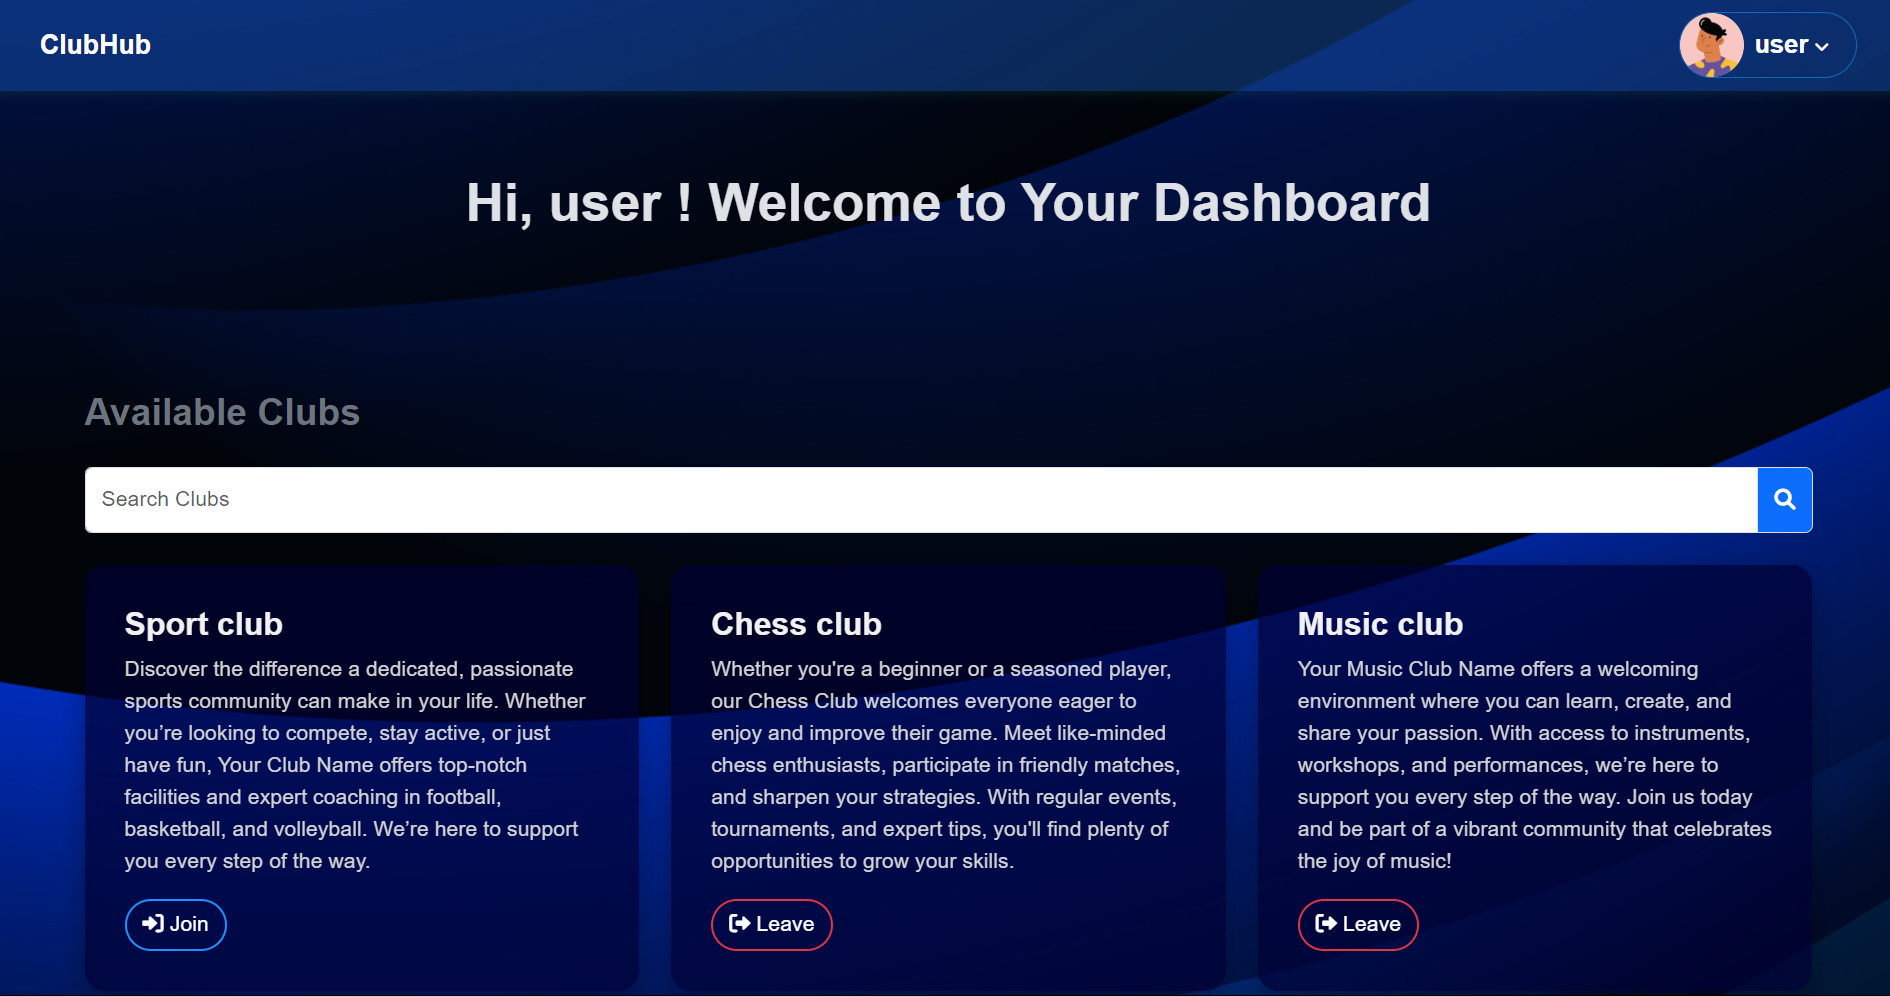 ClubHub
user
Hi, user ! Welcome to Your Dashboard
Available Clubs
Search Clubs
Sport club
Discover the difference a dedicated, passionate
sports community can make in your life. Whether
you’re looking to compete, stay active, or just
have fun, Your Club Name offers top-notch
facilities and expert coaching in football,
basketball, and volleyball. We’re here to support
you every step of the way.
Join
Chess club
Whether you're a beginner or a seasoned player,
our Chess Club welcomes everyone eager to
enjoy and improve their game. Meet like-minded
chess enthusiasts, participate in friendly matches,
and sharpen your strategies. With regular events,
tournaments, and expert tips, you'll find plenty of
opportunities to grow your skills.
Leave
Music club
Your Music Club Name offers a welcoming
environment where you can learn, create, and
share your passion. With access to instruments,
workshops, and performances, we’re here to
support you every step of the way. Join us today
and be part of a vibrant community that celebrates
the joy of music!
Leave